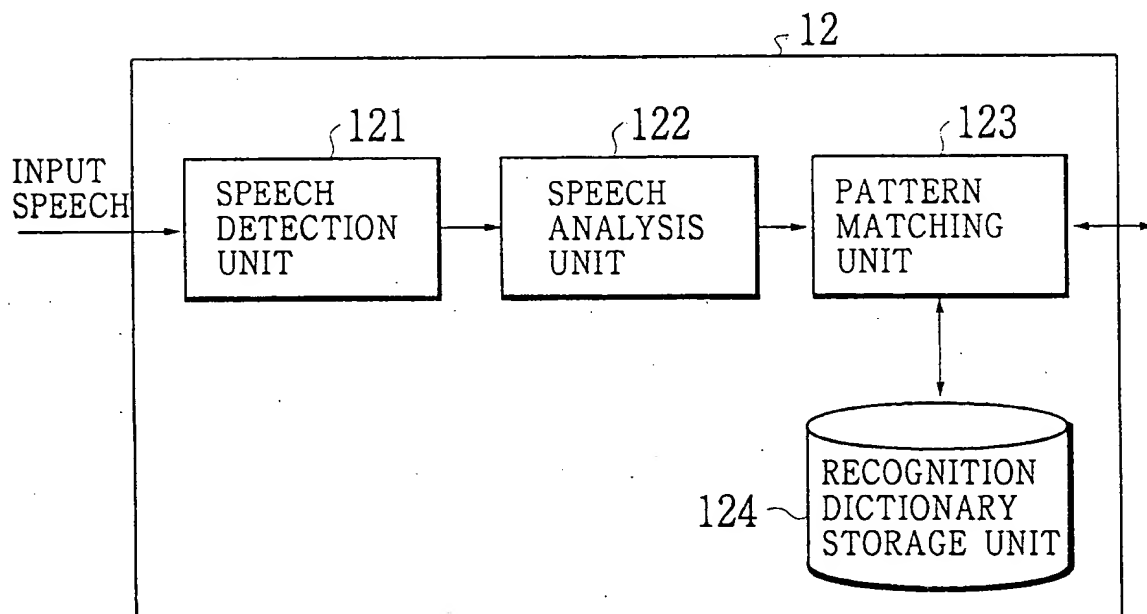 12
121
122
123
INPUT
SPEECH
SPEECH
DETECTION
UNIT
SPEECH
ANALYSIS
UNIT
PATTERN
MATCHING
UNIT
124
RECOGNITION
DICTIONARY
STORAGE UNIT